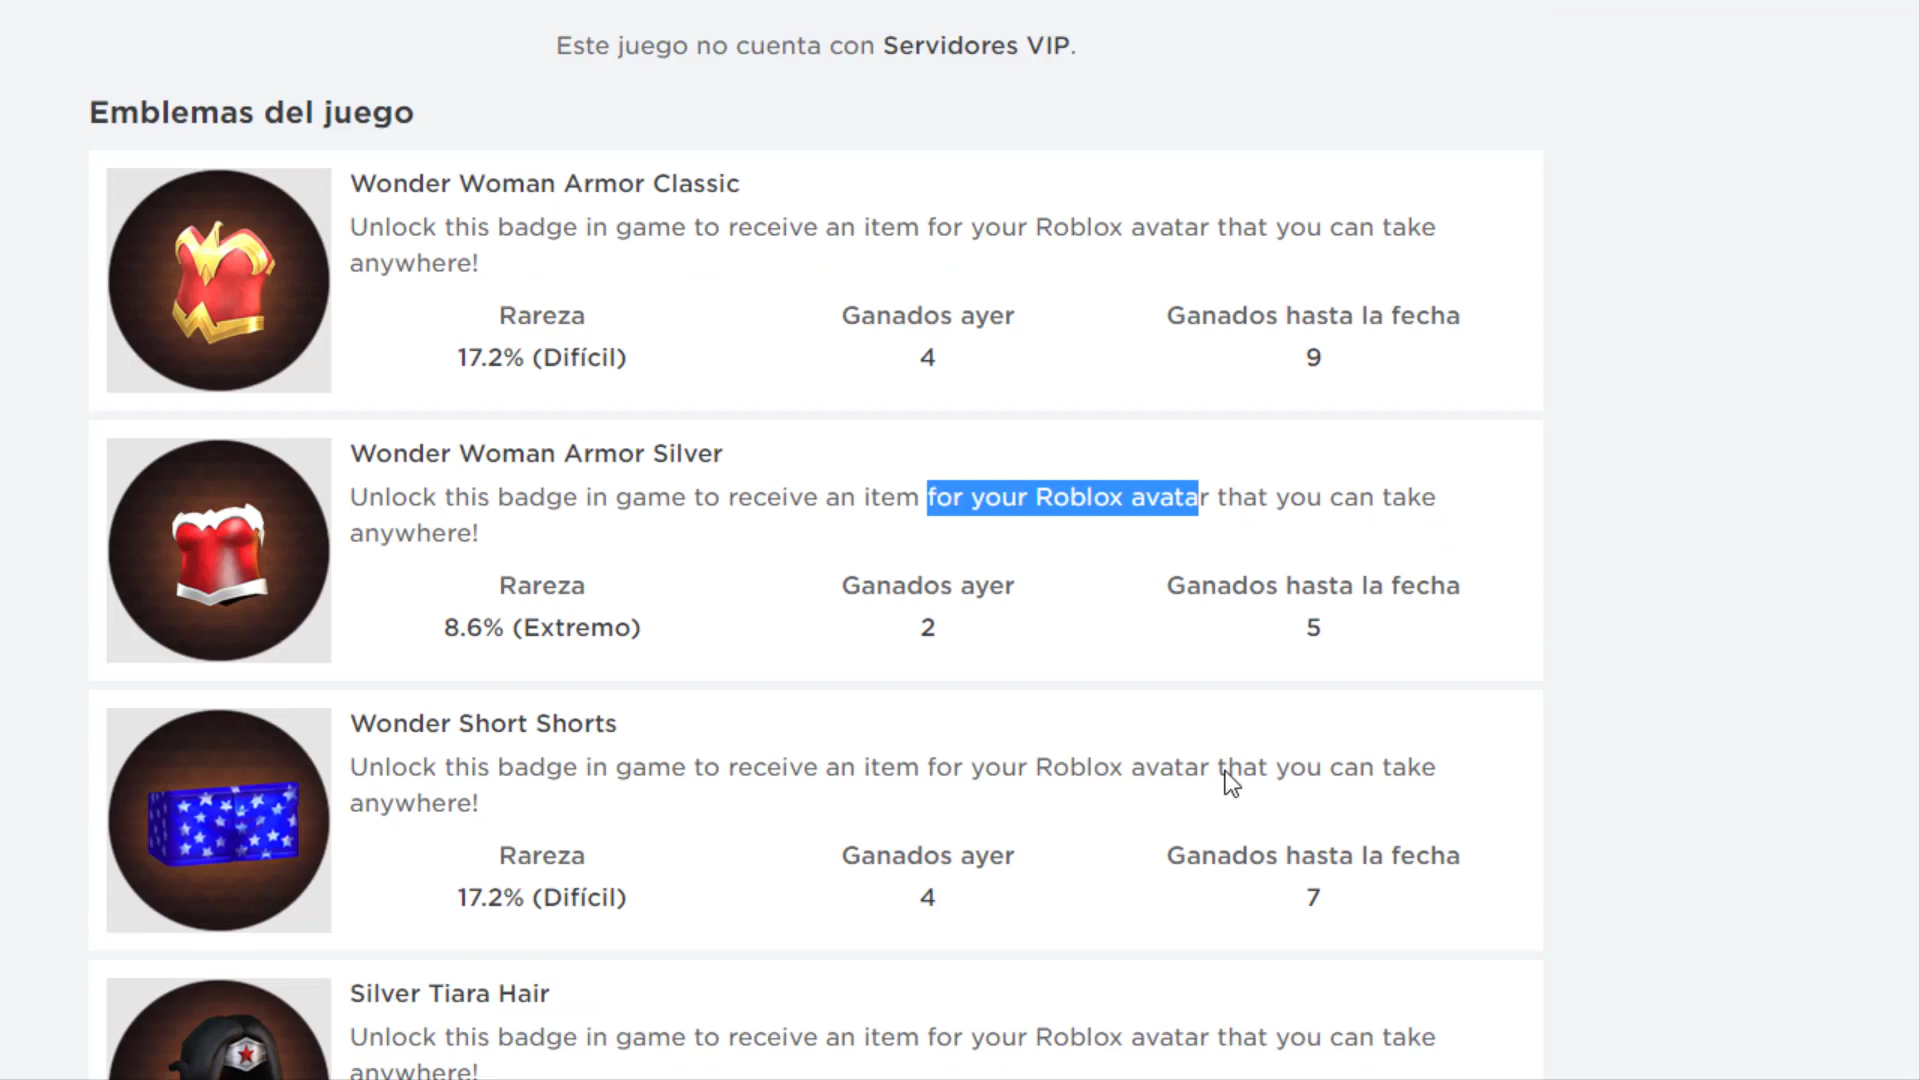 Este juego no cuenta con Servidores VIP.
Emblemas del juego
Wonder Woman Armor Classic
Unlock this badge in game to receive an item for your Roblox avatar that you can take
anywhere!
Rareza Ganados ayer Ganados hasta la fecha
17.2% (Difícil) 4 9
Wonder Woman Armor Silver
Unlock this badge in game to receive an item for your Roblox avatar that you can take
anywhere!
Rareza Ganados ayer Ganados hasta la fecha
8.6% (Extremo) 2 5
Wonder Short Shorts
Unlock this badge in game to receive an item for your Roblox avatar that you can take
anywhere!
Rareza Ganados ayer Ganados hasta la fecha
17.2% (Difícil) 4 7
Silver Tiara Hair
Unlock this badge in game to receive an item for your Roblox avatar that you can take
anywhere!